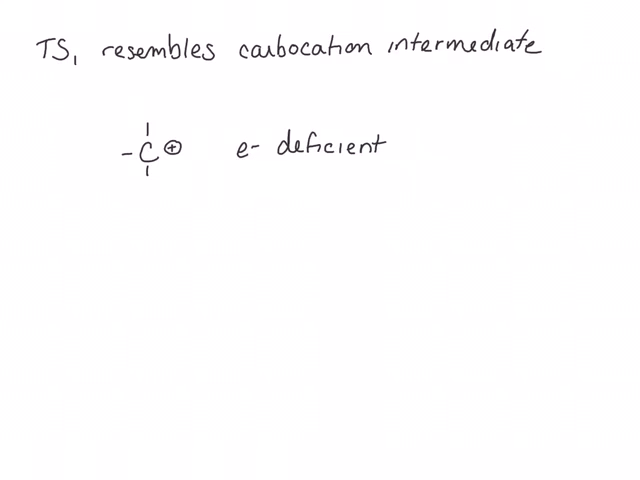 TS₁ resembles carbocation intermediate
-C⊕ e- deficient